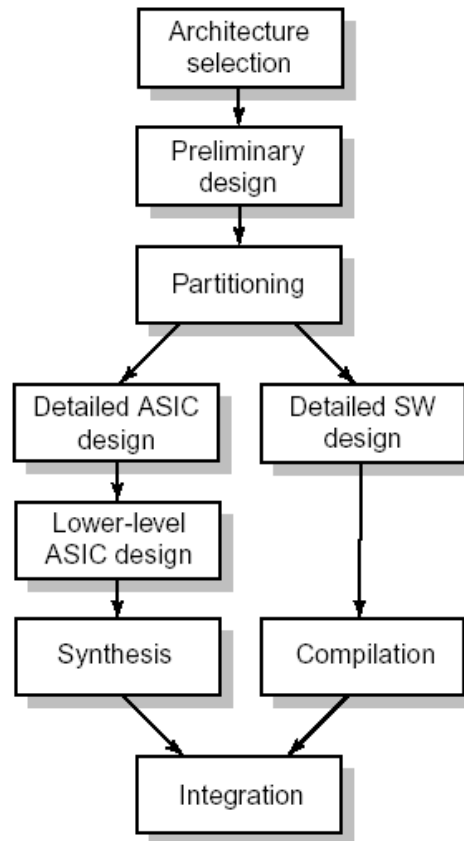 Architecture
selection
Preliminary
design
Partitioning
Detailed ASIC
design
Detailed SW
design
Lower-level
ASIC design
Synthesis
Compilation
Integration